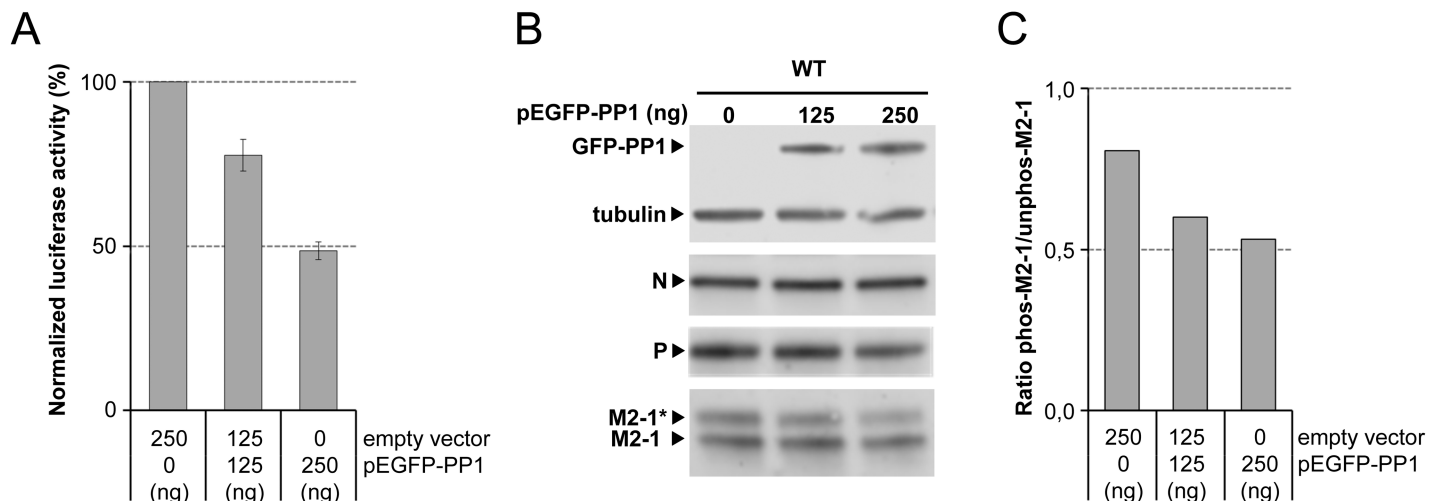 A
Normalized luciferase activity (%)
100
50
0
250 125 0 empty vector
0 125 250 pEGFP-PP1
(ng) (ng) (ng)
B
WT
pEGFP-PP1 (ng) 0 125 250
GFP-PP1
tubulin
N
P
M2-1*
M2-1
C
Ratio phos-M2-1/unphos-M2-1
1,0
0,5
0,0
250 125 0 empty vector
0 125 250 pEGFP-PP1
(ng) (ng) (ng)